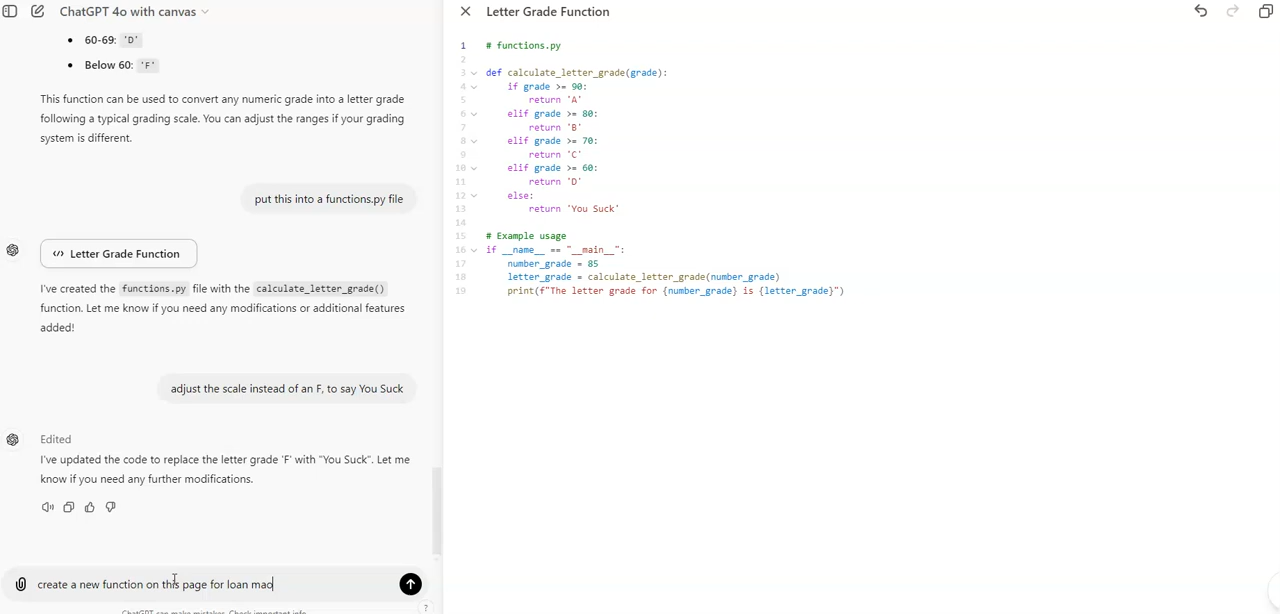 ChatGPT 4o with canvas
60-69: 'D'
Below 60: 'F'
This function can be used to convert any numeric grade into a letter grade
following a typical grading scale. You can adjust the ranges if your grading
system is different.
put this into a functions.py file
Letter Grade Function
I've created the functions.py file with the calculate_letter_grade()
function. Let me know if you need any modifications or additional features
added!
adjust the scale instead of an F, to say You Suck
Edited
I've updated the code to replace the letter grade 'F' with "You Suck". Let me
know if you need any further modifications.
create a new function on this page for loan mao
ChatGPT can make mistakes. Check important info.
?
Letter Grade Function
1 # functions.py
2
3 def calculate_letter_grade(grade):
4 if grade >= 90:
5 return 'A'
6 elif grade >= 80:
7 return 'B'
8 elif grade >= 70:
9 return 'C'
10 elif grade >= 60:
11 return 'D'
12 else:
13 return 'You Suck'
14
15 # Example usage
16 if __name__ == "__main__":
17 number_grade = 85
18 letter_grade = calculate_letter_grade(number_grade)
19 print(f"The letter grade for {number_grade} is {letter_grade}")